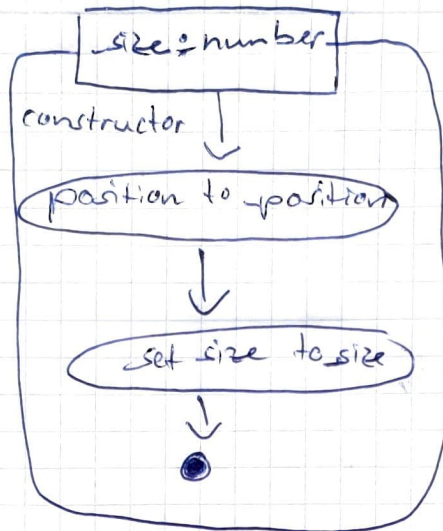 size: number
constructor
position to position
set size to size